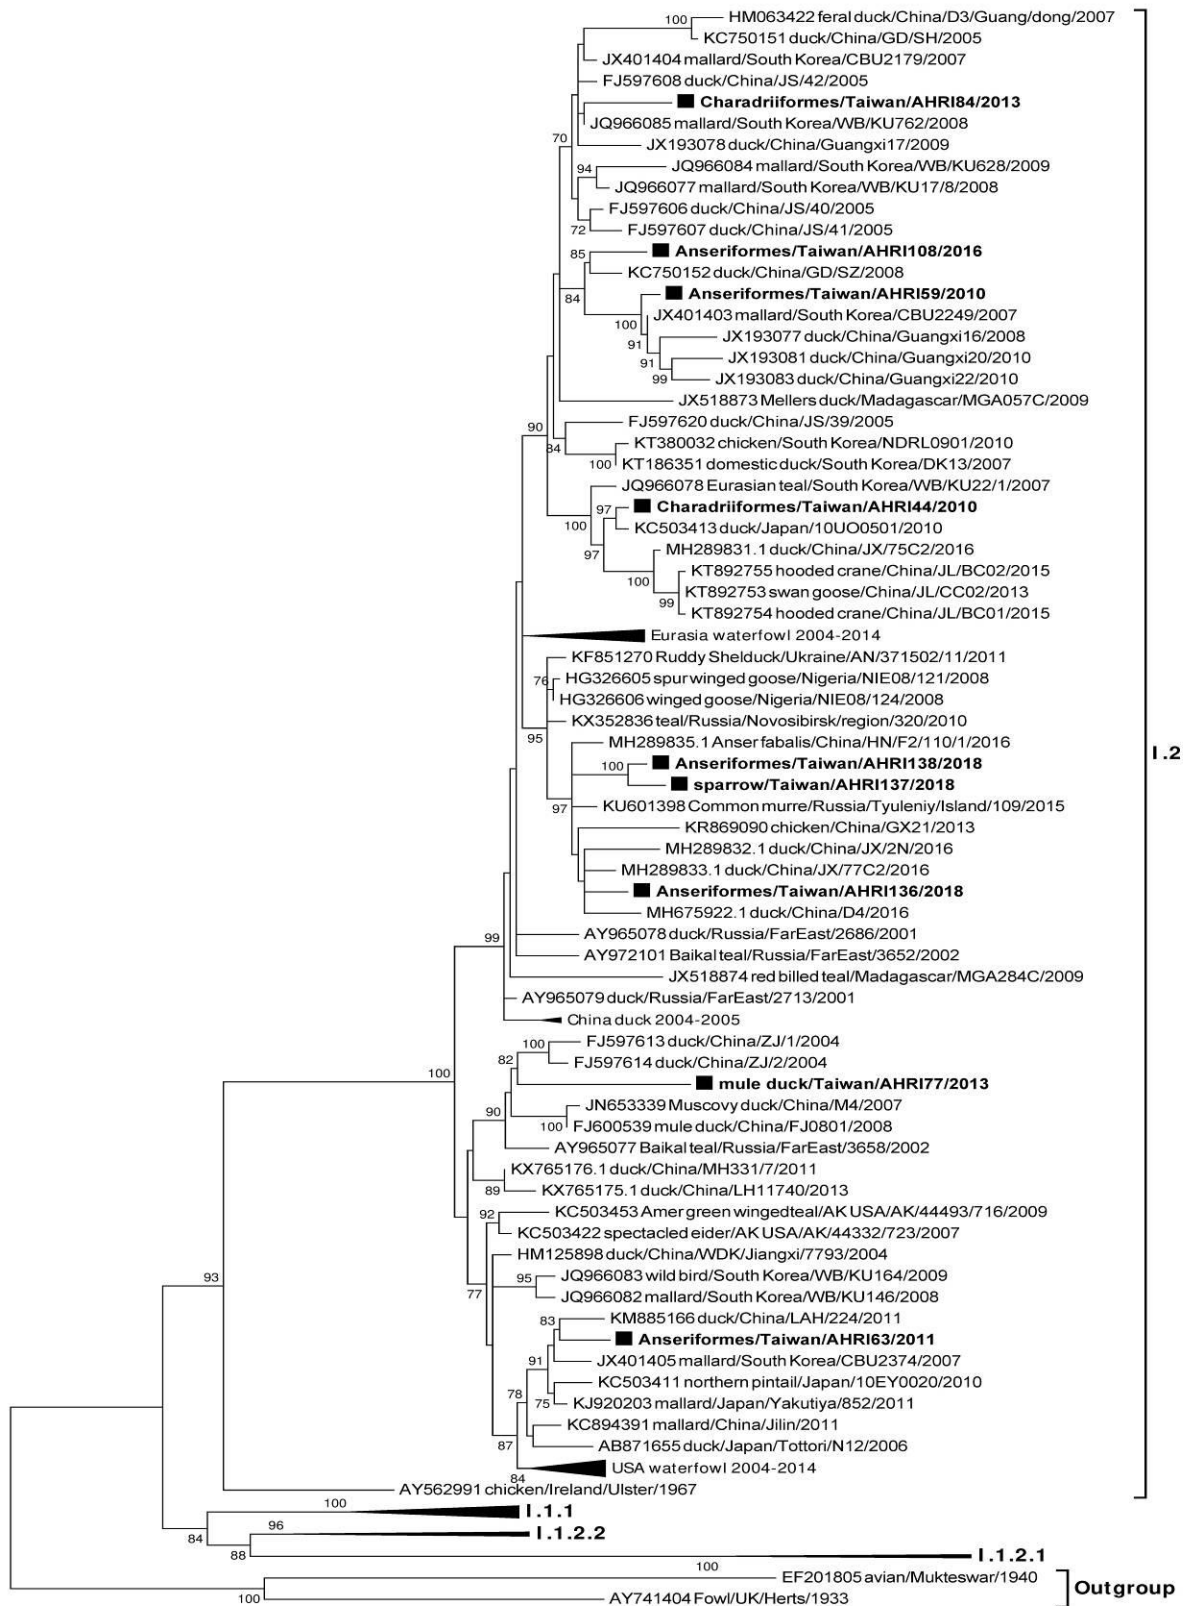 100 HM063422 feral duck/China/D3/Guang/dong/2007
KC750151 duck/China/GD/SH/2005
JX401404 mallard/South Korea/CBU2179/2007
FJ597608 duck/China/JS/42/2005
Charadriiformes/Taiwan/AHRI84/2013
JQ966085 mallard/South Korea/WB/KU762/2008
70
JX193078 duck/China/Guangxi17/2009
94 JQ966084 mallard/South Korea/WB/KU628/2009
JQ966077 mallard/South Korea/WB/KU17/8/2008
FJ597606 duck/China/JS/40/2005
72 FJ597607 duck/China/JS/41/2005
85 Anseriformes/Taiwan/AHRI108/2016
KC750152 duck/China/GD/SZ/2008
84 Anseriformes/Taiwan/AHRI59/2010
100 JX401403 mallard/South Korea/CBU2249/2007
91 JX193077 duck/China/Guangxi16/2008
91 JX193081 duck/China/Guangxi20/2010
99 JX193083 duck/China/Guangxi22/2010
JX518873 Mellers duck/Madagascar/MGA057C/2009
90 FJ597620 duck/China/JS/39/2005
84 KT380032 chicken/South Korea/NDRL0901/2010
100 KT186351 domestic duck/South Korea/DK13/2007
JQ966078 Eurasian teal/South Korea/WB/KU22/1/2007
97 Charadriiformes/Taiwan/AHRI44/2010
100 KC503413 duck/Japan/10UO0501/2010
97 MH289831.1 duck/China/JX/75C2/2016
100 KT892755 hooded crane/China/JL/BC02/2015
99 KT892753 swan goose/China/JL/CC02/2013
KT892754 hooded crane/China/JL/BC01/2015
Eurasia waterfowl 2004-2014
KF851270 Ruddy Shelduck/Ukraine/AN/371502/11/2011
76 HG326605 spur winged goose/Nigeria/NIE08/121/2008
HG326606 winged goose/Nigeria/NIE08/124/2008
KX352836 teal/Russia/Novosibirsk/region/320/2010
95
MH289835.1 Anser fabalis/China/HN/F2/110/1/2016
I.2
100 Anseriformes/Taiwan/AHRI138/2018
sparrow/Taiwan/AHRI137/2018
97 KU601398 Common murre/Russia/Tyuleniy/Island/109/2015
KR869090 chicken/China/GX21/2013
MH289832.1 duck/China/JX/2N/2016
MH289833.1 duck/China/JX/77C2/2016
Anseriformes/Taiwan/AHRI136/2018
MH675922.1 duck/China/D4/2016
99 AY965078 duck/Russia/FarEast/2686/2001
AY972101 Baikal teal/Russia/FarEast/3652/2002
JX518874 red billed teal/Madagascar/MGA284C/2009
AY965079 duck/Russia/FarEast/2713/2001
China duck 2004-2005
100 FJ597613 duck/China/ZJ/1/2004
82 FJ597614 duck/China/ZJ/2/2004
100 mule duck/Taiwan/AHRI77/2013
90 JN653339 Muscovy duck/China/M4/2007
100 FJ600539 mule duck/China/FJ0801/2008
AY965077 Baikal teal/Russia/FarEast/3658/2002
KX765176.1 duck/China/MH331/7/2011
89 KX765175.1 duck/China/LH11740/2013
92 KC503453 Amer green wingedteal/AK USA/AK/44493/716/2009
KC503422 spectacled eider/AK USA/AK/44332/723/2007
HM125898 duck/China/WDK/Jiangxi/7793/2004
95 JQ966083 wild bird/South Korea/WB/KU164/2009
93
77 JQ966082 mallard/South Korea/WB/KU146/2008
83 KM885166 duck/China/LAH/224/2011
Anseriformes/Taiwan/AHRI63/2011
91 JX401405 mallard/South Korea/CBU2374/2007
KC503411 northern pintail/Japan/10EY0020/2010
78 75 KJ920203 mallard/Japan/Yakutiya/852/2011
KC894391 mallard/China/Jilin/2011
87 AB871655 duck/Japan/Tottori/N12/2006
84 USA waterfowl 2004-2014
AY562991 chicken/Ireland/Ulster/1967
100 I.1.1
84 96 I.1.2.2
88 I.1.2.1
100
EF201805 avian/Mukteswar/1940
Outgroup
100 AY741404 Fowl/UK/Herts/1933